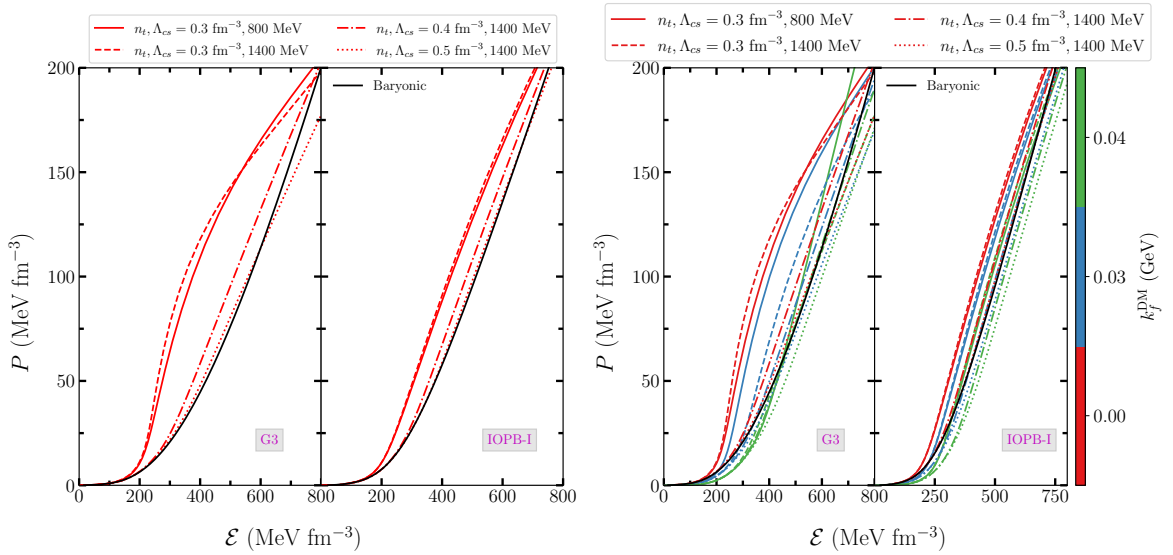 n_t, Λ_cs = 0.3 fm⁻³, 800 MeV
n_t, Λ_cs = 0.3 fm⁻³, 1400 MeV
n_t, Λ_cs = 0.4 fm⁻³, 1400 MeV
n_t, Λ_cs = 0.5 fm⁻³, 1400 MeV
200
150
100
50
0
P (MeV fm⁻³)
G3
0 200 400 600 800
Baryonic
IOPB-I
200 400 600 800
ℰ (MeV fm⁻³)
n_t, Λ_cs = 0.3 fm⁻³, 800 MeV
n_t, Λ_cs = 0.3 fm⁻³, 1400 MeV
n_t, Λ_cs = 0.4 fm⁻³, 1400 MeV
n_t, Λ_cs = 0.5 fm⁻³, 1400 MeV
200
150
100
50
0
P (MeV fm⁻³)
G3
0 200 400 600 800
Baryonic
IOPB-I
250 500 750
ℰ (MeV fm⁻³)
0.04
0.03
0.00
k_f^DM (GeV)